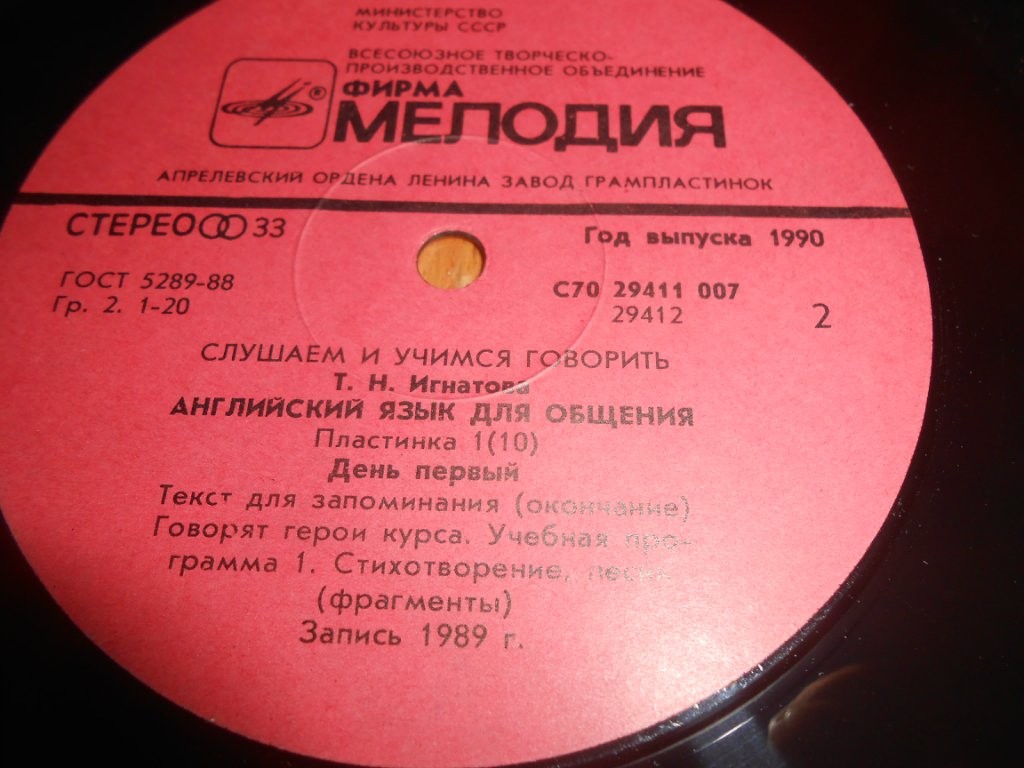 МИНИСТЕРСТВО
КУЛЬТУРЫ СССР
ВСЕСОЮЗНОЕ ТВОРЧЕСКО-
ПРОИЗВОДСТВЕННОЕ ОБЪЕДИНЕНИЕ
®
ФИРМА
МЕЛОДИЯ
АПРЕЛЕВСКИЙ ОРДЕНА ЛЕНИНА ЗАВОД ГРАМПЛАСТИНОК
СТЕРЕО 33
Год выпуска 1990
ГОСТ 5289-88
Гр. 2. 1-20
С70 29411 007
29412
2
СЛУШАЕМ И УЧИМСЯ ГОВОРИТЬ
Т. Н. Игнатова
АНГЛИЙСКИЙ ЯЗЫК ДЛЯ ОБЩЕНИЯ
Пластинка 1(10)
День первый
Текст для запоминания (окончание)
Говорят герои курса. Учебная про-
грамма 1. Стихотворение,
(фрагменты)
Запись 1989 г.